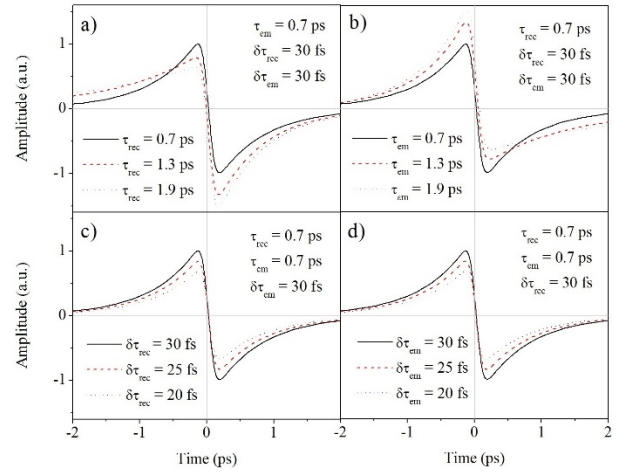 a)
τem = 0.7 ps
δτrec = 30 fs
δτem = 30 fs
τrec = 0.7 ps
τrec = 1.3 ps
τrec = 1.9 ps
b)
τrec = 0.7 ps
δτrec = 30 fs
δτem = 30 fs
τem = 0.7 ps
τem = 1.3 ps
τem = 1.9 ps
Amplitude (a.u.)
1
0
-1
c)
τrec = 0.7 ps
τem = 0.7 ps
δτem = 30 fs
δτrec = 30 fs
δτrec = 25 fs
δτrec = 20 fs
d)
τrec = 0.7 ps
τem = 0.7 ps
δτrec = 30 fs
δτem = 30 fs
δτem = 25 fs
δτem = 20 fs
Amplitude (a.u.)
1
0
-1
-2 -1 0 1 -2 -1 0 1 2
Time (ps) Time (ps)